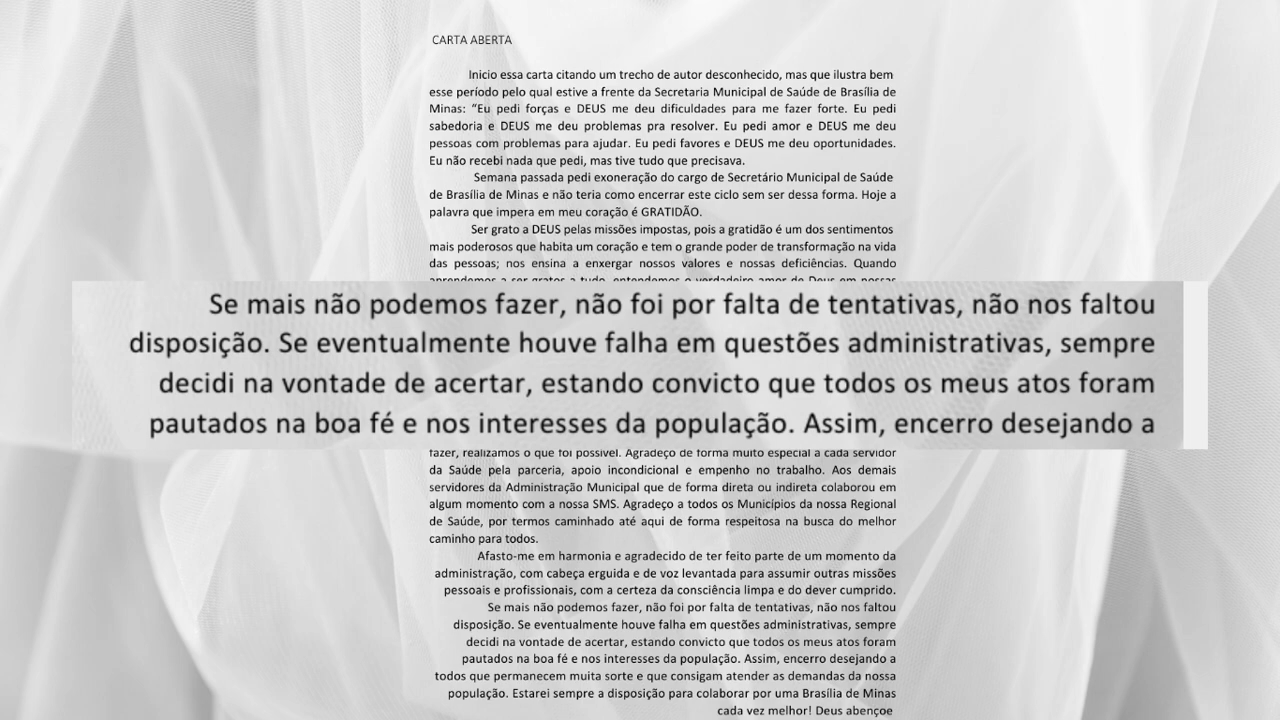 CARTA ABERTA
Inicio essa carta citando um trecho de autor desconhecido, mas que ilustra bem
esse período pelo qual estive a frente da Secretaria Municipal de Saúde de Brasília de
Minas: “Eu pedi forças e DEUS me deu dificuldades para me fazer forte. Eu pedi
sabedoria e DEUS me deu problemas pra resolver. Eu pedi amor e DEUS me deu
pessoas com problemas para ajudar. Eu pedi favores e DEUS me deu oportunidades.
Eu não recebi nada que pedi, mas tive tudo que precisava.
Semana passada pedi exoneração do cargo de Secretário Municipal de Saúde
de Brasília de Minas e não teria como encerrar este ciclo sem ser dessa forma. Hoje a
palavra que impera em meu coração é GRATIDÃO.
Ser grato a DEUS pelas missões impostas, pois a gratidão é um dos sentimentos
mais poderosos que habita um coração e tem o grande poder de transformação na vida
das pessoas; nos ensina a enxergar nossos valores e nossas deficiências. Quando
aprendemos a ser gratos a tudo, entendemos o verdadeiro amor de Deus em nossas
Se mais não podemos fazer, não foi por falta de tentativas, não nos faltou
disposição. Se eventualmente houve falha em questões administrativas, sempre
decidi na vontade de acertar, estando convicto que todos os meus atos foram
pautados na boa fé e nos interesses da população. Assim, encerro desejando a
fazer, realizamos o que foi possível. Agradeço de forma muito especial a cada servidor
da Saúde pela parceria, apoio incondicional e empenho no trabalho. Aos demais
servidores da Administração Municipal que de forma direta ou indireta colaborou em
algum momento com a nossa SMS. Agradeço a todos os Municípios da nossa Regional
de Saúde, por termos caminhado até aqui de forma respeitosa na busca do melhor
caminho para todos.
Afasto-me em harmonia e agradecido de ter feito parte de um momento da
administração, com cabeça erguida e de voz levantada para assumir outras missões
pessoais e profissionais, com a certeza da consciência limpa e do dever cumprido.
Se mais não podemos fazer, não foi por falta de tentativas, não nos faltou
disposição. Se eventualmente houve falha em questões administrativas, sempre
decidi na vontade de acertar, estando convicto que todos os meus atos foram
pautados na boa fé e nos interesses da população. Assim, encerro desejando a
todos que permanecem muita sorte e que consigam atender as demandas da nossa
população. Estarei sempre a disposição para colaborar por uma Brasília de Minas
cada vez melhor! Deus abençoe